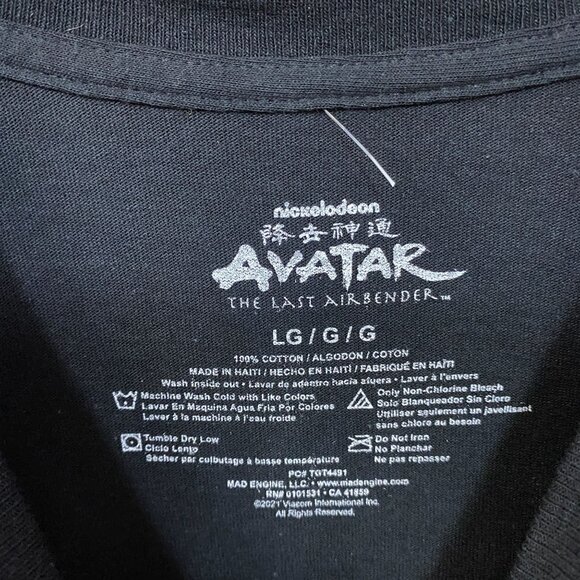 nickelodeon
降世神通
AVATAR
THE LAST AIRBENDER™
LG / G / G
100% COTTON / ALGODON / COTON
MADE IN HAITI / HECHO EN HAITI / FABRIQUÉ EN HAÏTI
Wash inside out • Lavar de adantro hacia afuera • Laver à l'envers
Machine Wash Cold with Like Colors
Lavar En Maquina Agua Fria Por Colores
Laver à la machine à l'eau froide
Only Non-Chlorine Bleach
Solo Blanqueador Sin Cloro
Utiliser seulement un javellisant
sans chlore au besoin
Tumble Dry Low
Ciclo Lento
Sécher par culbutage à basse température
Do Not Iron
No Planchar
Ne pas repasser
PC# TGT4491
MAD ENGINE, LLC. • www.madengine.com
RN# 0101531 • CA 41859
©2021 Viacom International Inc.
All Rights Reserved.